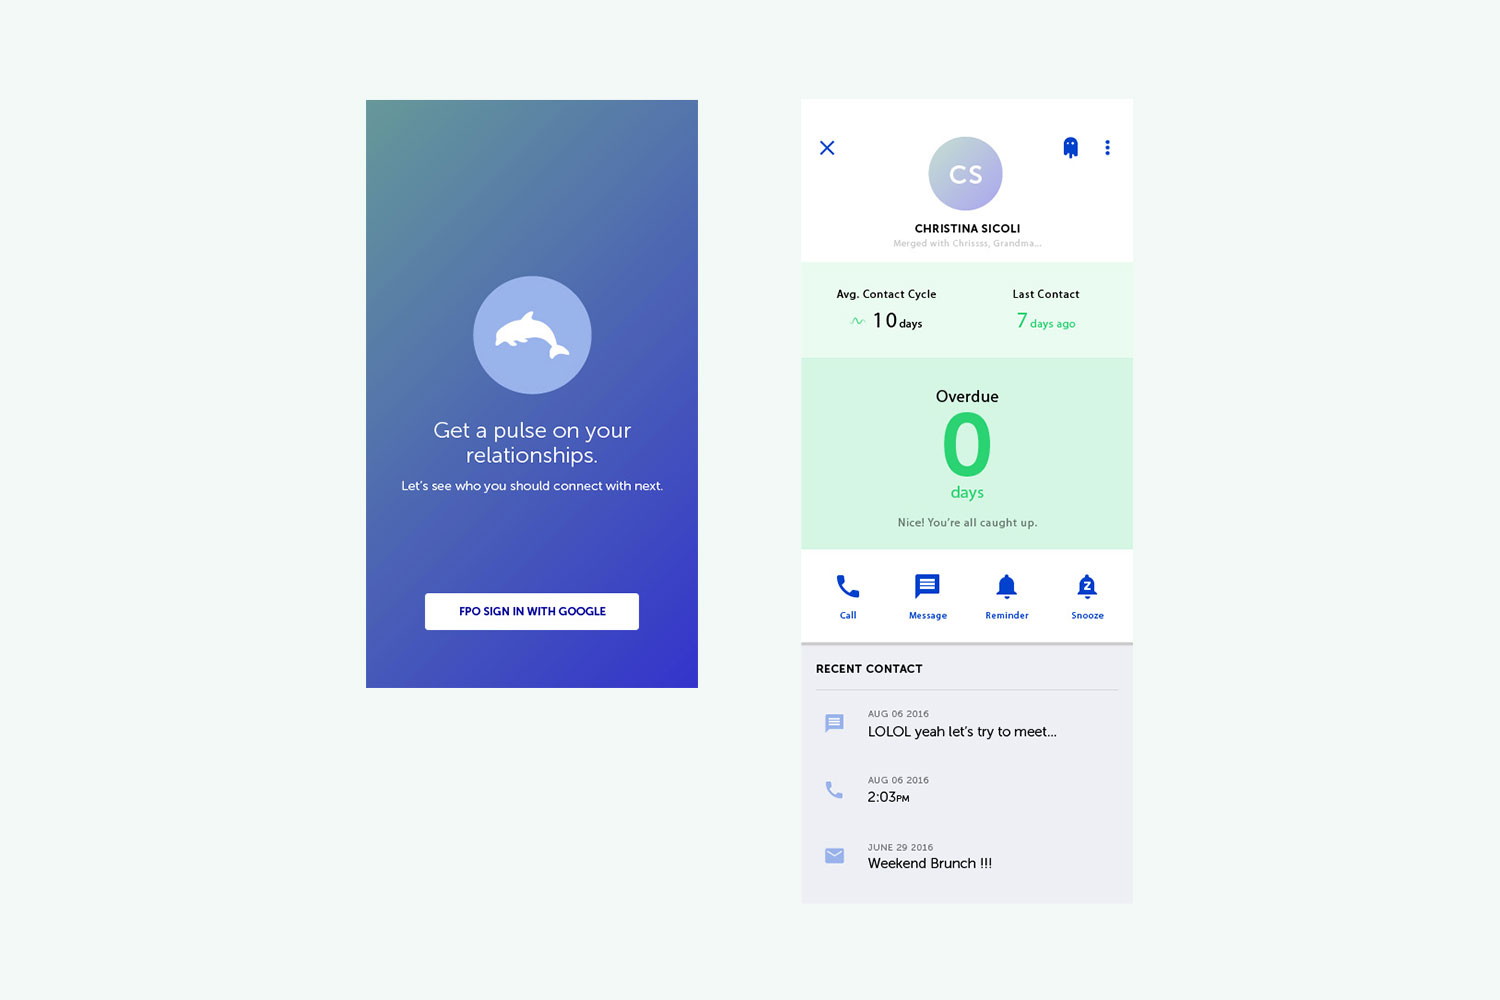 Get a pulse on your
relationships.
Let's see who you should connect with next.
FPO SIGN IN WITH GOOGLE
CS
CHRISTINA SICOLI
Merged with Chrissss, Grandma...
Avg. Contact Cycle
10 days
Last Contact
7 days ago
Overdue
0
days
Nice! You're all caught up.
Call
Message
Reminder
Z
Snooze
RECENT CONTACT
AUG 06 2016
LOLOL yeah let's try to meet...
AUG 06 2016
2:03PM
JUNE 29 2016
Weekend Brunch !!!